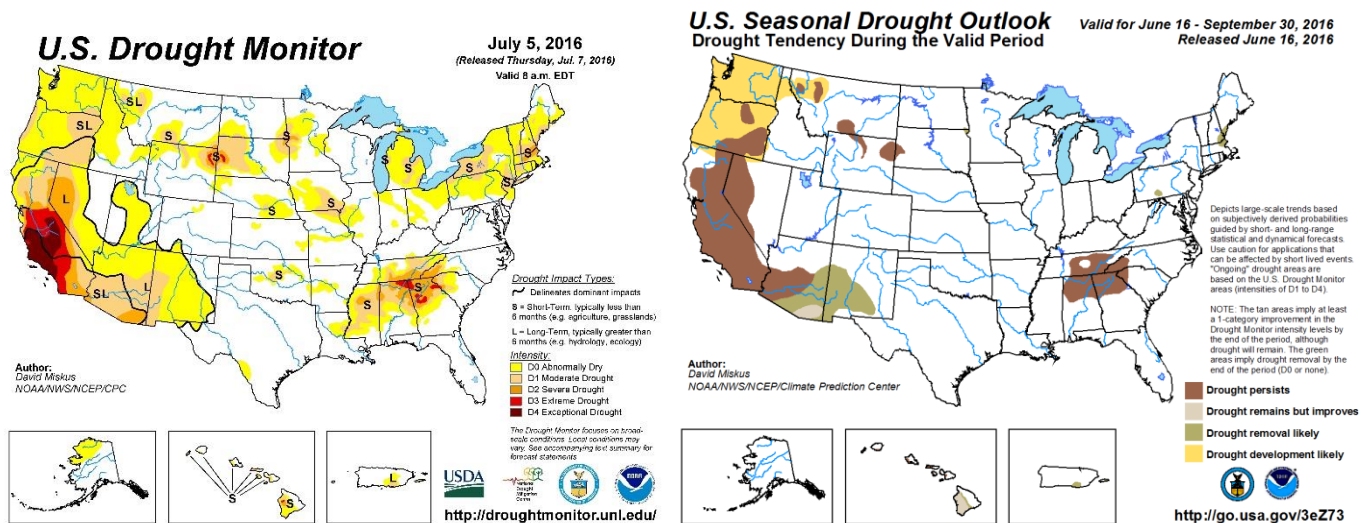 U.S. Drought Monitor
July 5, 2016
(Released Thursday, Jul. 7, 2016)
Valid 8 a.m. EDT
SL
SL
S
S
S
S
S
S
S
S
SL
L
S
S
S
SL
L
S
S
Drought Impact Types:
Delineates dominant impacts
S = Short-Term, typically less than
6 months (e.g. agriculture, grasslands)
L = Long-Term, typically greater than
6 months (e.g. hydrology, ecology)
Intensity:
D0 Abnormally Dry
D1 Moderate Drought
D2 Severe Drought
D3 Extreme Drought
D4 Exceptional Drought
Author:
David Miskus
NOAA/NWS/NCEP/CPC
S
S
L
The Drought Monitor focuses on broad-
scale conditions. Local conditions may
vary. See accompanying text summary for
forecast statements.
USDA
National
Drought
Mitigation
Center
NOAA
http://droughtmonitor.unl.edu/
U.S. Seasonal Drought Outlook
Drought Tendency During the Valid Period
Valid for June 16 - September 30, 2016
Released June 16, 2016
Depicts large-scale trends based
on subjectively derived probabilities
guided by short- and long-range
statistical and dynamical forecasts.
Use caution for applications that
can be affected by short lived events.
"Ongoing" drought areas are
based on the U.S. Drought Monitor
areas (intensities of D1 to D4).
NOTE: The tan areas imply at least
a 1-category improvement in the
Drought Monitor intensity levels by
the end of the period, although
drought will remain. The green
areas imply drought removal by the
end of the period (D0 or none).
Author:
David Miskus
NOAA/NWS/NCEP/Climate Prediction Center
Drought persists
Drought remains but improves
Drought removal likely
Drought development likely
NOAA
http://go.usa.gov/3eZ73